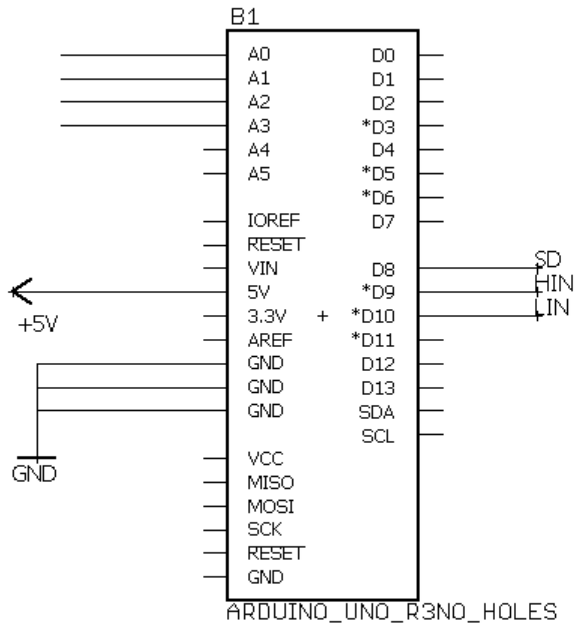 B1
A0 D0
A1 D1
A2 D2
A3 *D3
A4 D4
A5 *D5
*D6
IOREF D7
RESET
VIN D8 SD
5V *D9 HIN
+5V 3.3V + *D10 LIN
AREF *D11
GND D12
GND D13
GND SDA
SCL
GND VCC
MISO
MOSI
SCK
RESET
GND
ARDUINO_UNO_R3NO_HOLES